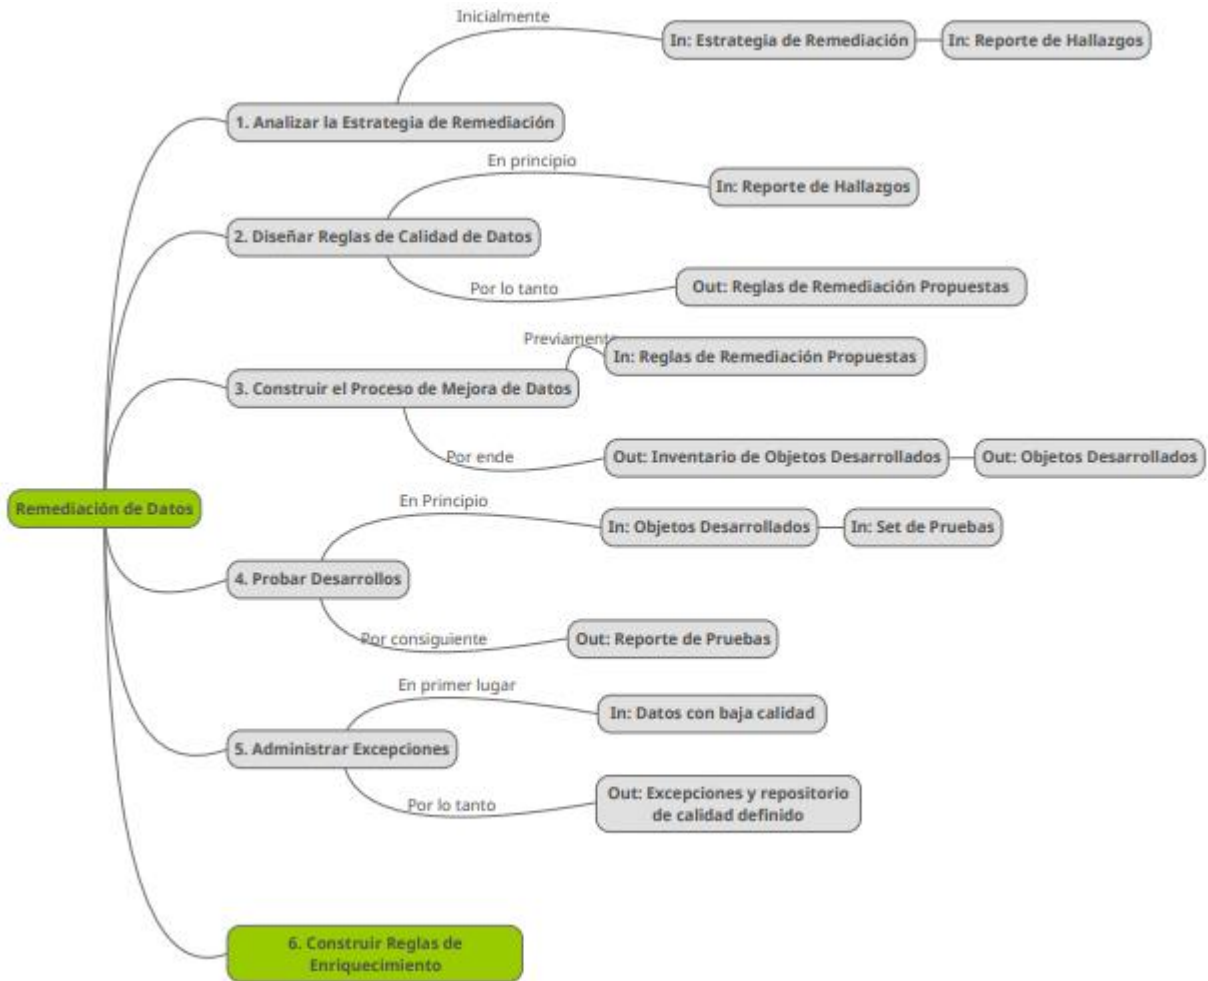 Inicialmente
In: Estrategia de Remediación
In: Reporte de Hallazgos
1. Analizar la Estrategia de Remediación
En principio
In: Reporte de Hallazgos
2. Diseñar Reglas de Calidad de Datos
Por lo tanto
Out: Reglas de Remediación Propuestas
Previamente
In: Reglas de Remediación Propuestas
3. Construir el Proceso de Mejora de Datos
Por ende
Out: Inventario de Objetos Desarrollados
Out: Objetos Desarrollados
Remediación de Datos
En Principio
In: Objetos Desarrollados
In: Set de Pruebas
4. Probar Desarrollos
Por consiguiente
Out: Reporte de Pruebas
En primer lugar
In: Datos con baja calidad
5. Administrar Excepciones
Por lo tanto
Out: Excepciones y repositorio
de calidad definido
6. Construir Reglas de
Enriquecimiento